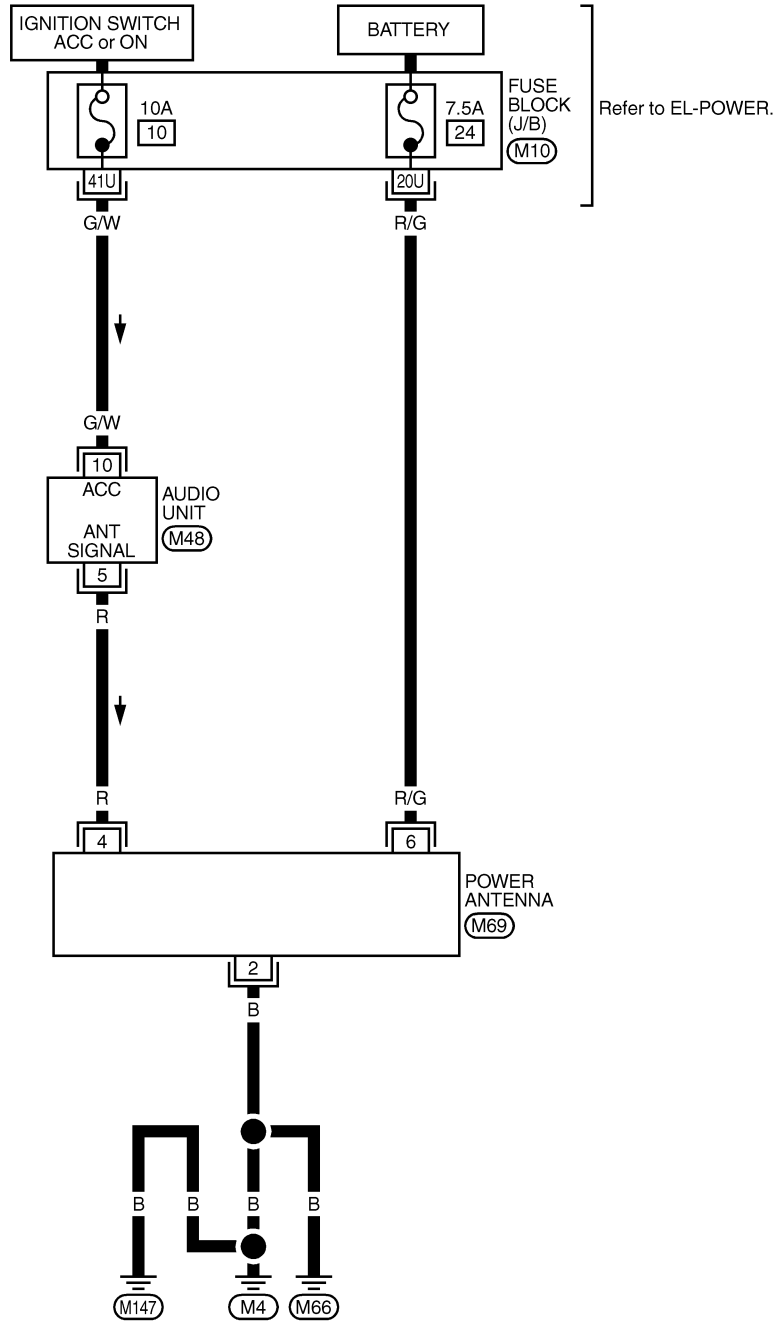 IGNITION SWITCH
ACC or ON
BATTERY
10A
10
7.5A
24
FUSE
BLOCK
(J/B)
M10
Refer to EL-POWER.
41U
20U
G/W
R/G
G/W
10
ACC
ANT
SIGNAL
AUDIO
UNIT
M48
5
R
R
R/G
4
6
POWER
ANTENNA
M69
2
B
B
B
B
B
M147
M4
M66